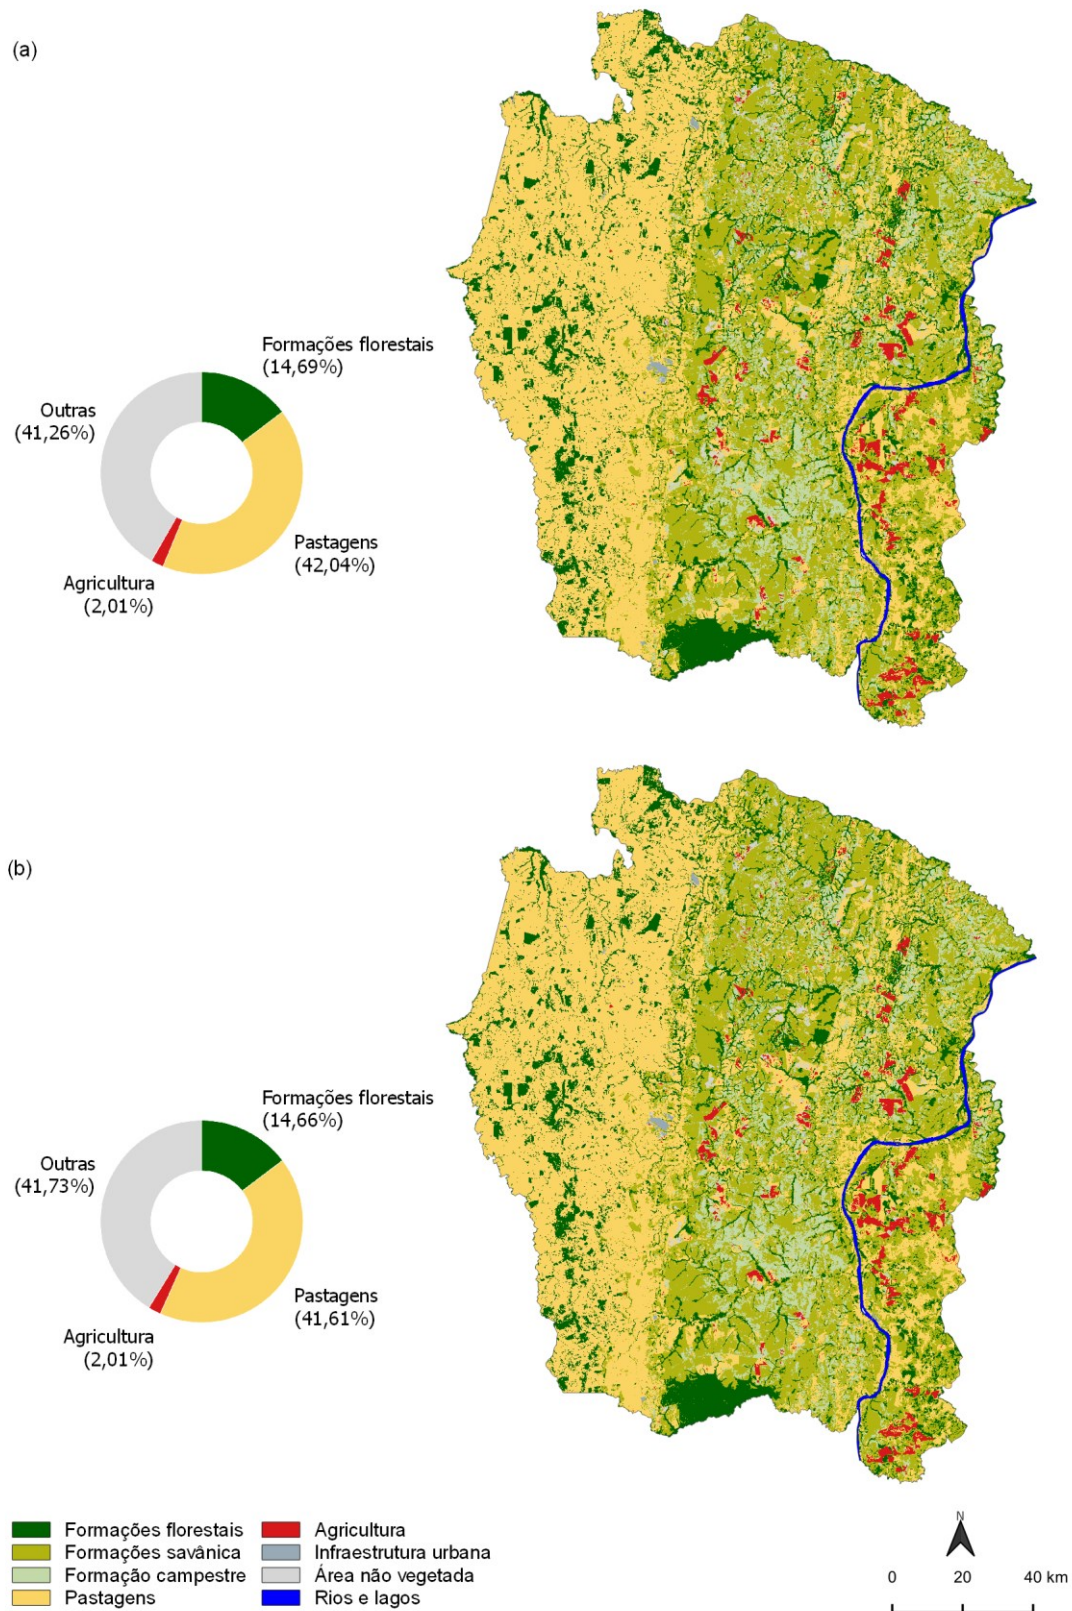 (a)
Formações florestais
(14,69%)
Outras
(41,26%)
Pastagens
(42,04%)
Agricultura
(2,01%)
(b)
Formações florestais
(14,66%)
Outras
(41,73%)
Pastagens
(41,61%)
Agricultura
(2,01%)
Formações florestais
Formações savânica
Formação campestre
Pastagens
Agricultura
Infraestrutura urbana
Área não vegetada
Rios e lagos
N
0 20 40 km